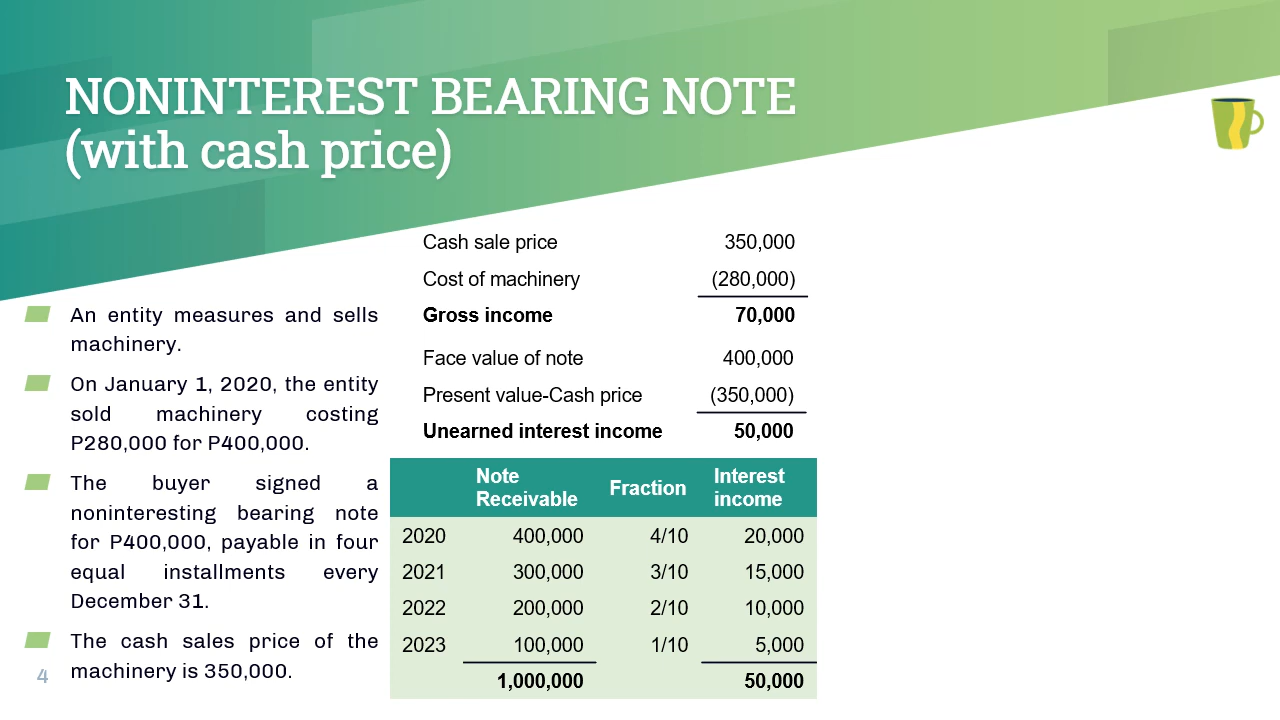 NONINTEREST BEARING NOTE
(with cash price)
An entity measures and sells
machinery.
On January 1, 2020, the entity
sold machinery costing
P280,000 for P400,000.
The buyer signed a
noninteresting bearing note
for P400,000, payable in four
equal installments every
December 31.
The cash sales price of the
machinery is 350,000.
4
Cash sale price 350,000
Cost of machinery (280,000)
Gross income 70,000
Face value of note 400,000
Present value-Cash price (350,000)
Unearned interest income 50,000
Note Receivable Fraction Interest income
2020 400,000 4/10 20,000
2021 300,000 3/10 15,000
2022 200,000 2/10 10,000
2023 100,000 1/10 5,000
1,000,000 50,000